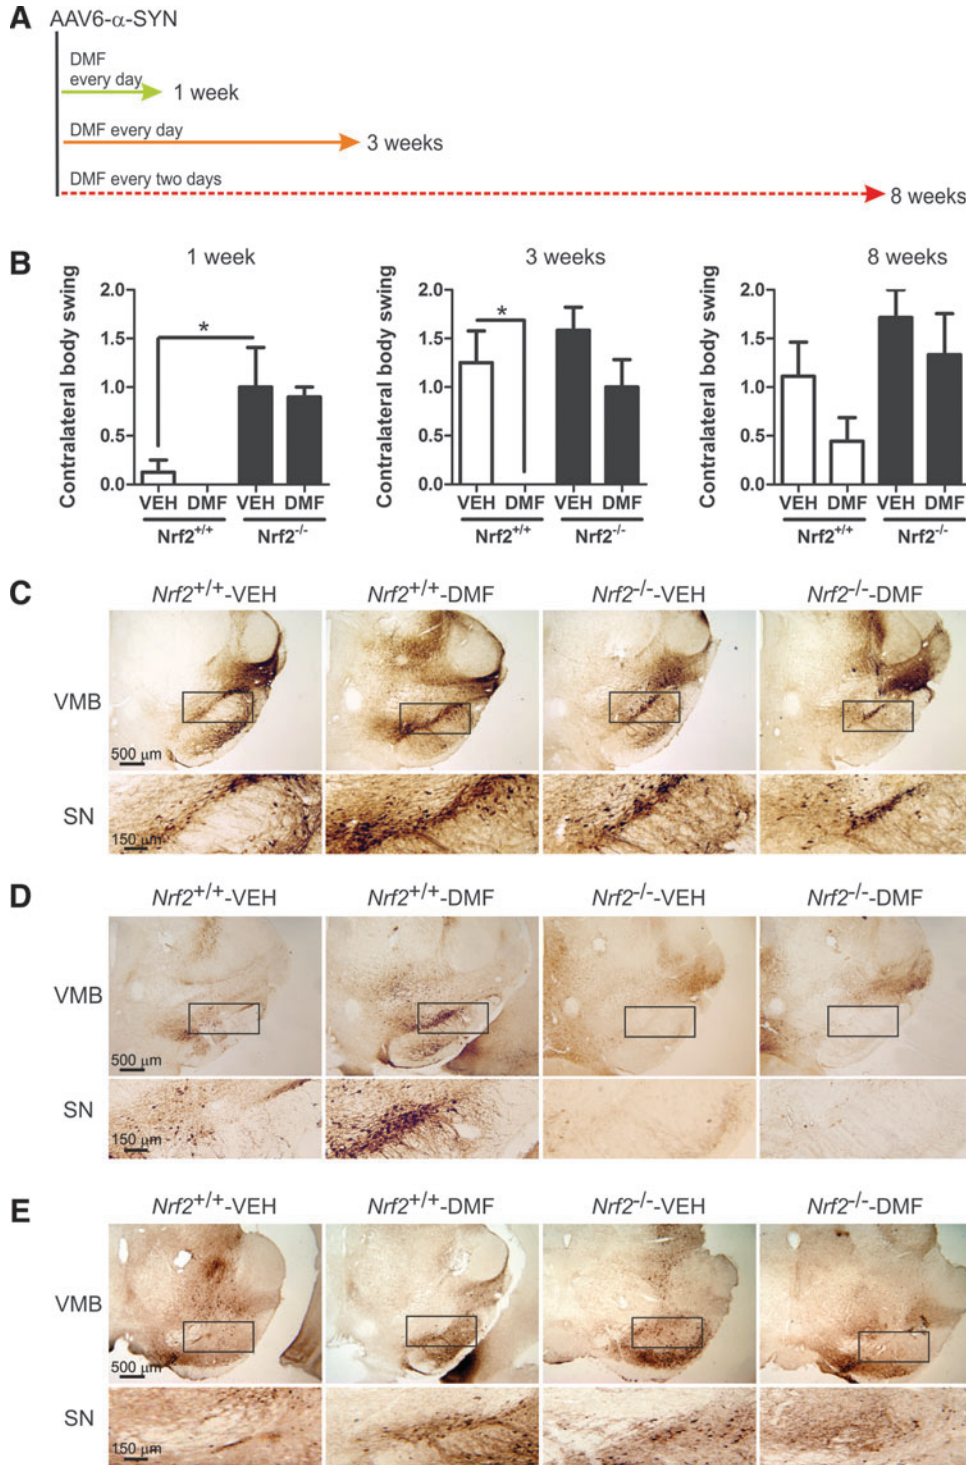 A
AAV6-α-SYN
DMF
every day
1 week
DMF every day
3 weeks
DMF every two days
8 weeks
B
1 week
3 weeks
8 weeks
Contralateral body swing
2.0
1.5
1.0
0.5
0.0
*
VEH DMF VEH DMF
Nrf2+/+ Nrf2-/-
Contralateral body swing
2.0
1.5
1.0
0.5
0.0
*
VEH DMF VEH DMF
Nrf2+/+ Nrf2-/-
Contralateral body swing
2.0
1.5
1.0
0.5
0.0
VEH DMF VEH DMF
Nrf2+/+ Nrf2-/-
C
Nrf2+/+-VEH Nrf2+/+-DMF Nrf2-/--VEH Nrf2-/--DMF
VMB
500 µm
SN
150 µm
D
Nrf2+/+-VEH Nrf2+/+-DMF Nrf2-/--VEH Nrf2-/--DMF
VMB
500 µm
SN
150 µm
E
Nrf2+/+-VEH Nrf2+/+-DMF Nrf2-/--VEH Nrf2-/--DMF
VMB
500 µm
SN
150 µm